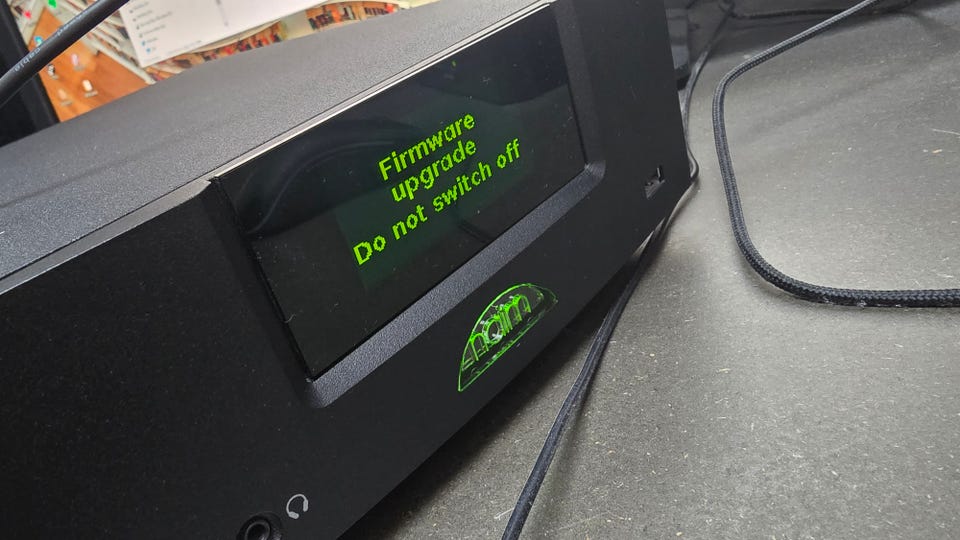 Firmware
upgrade
Do not switch off
naim